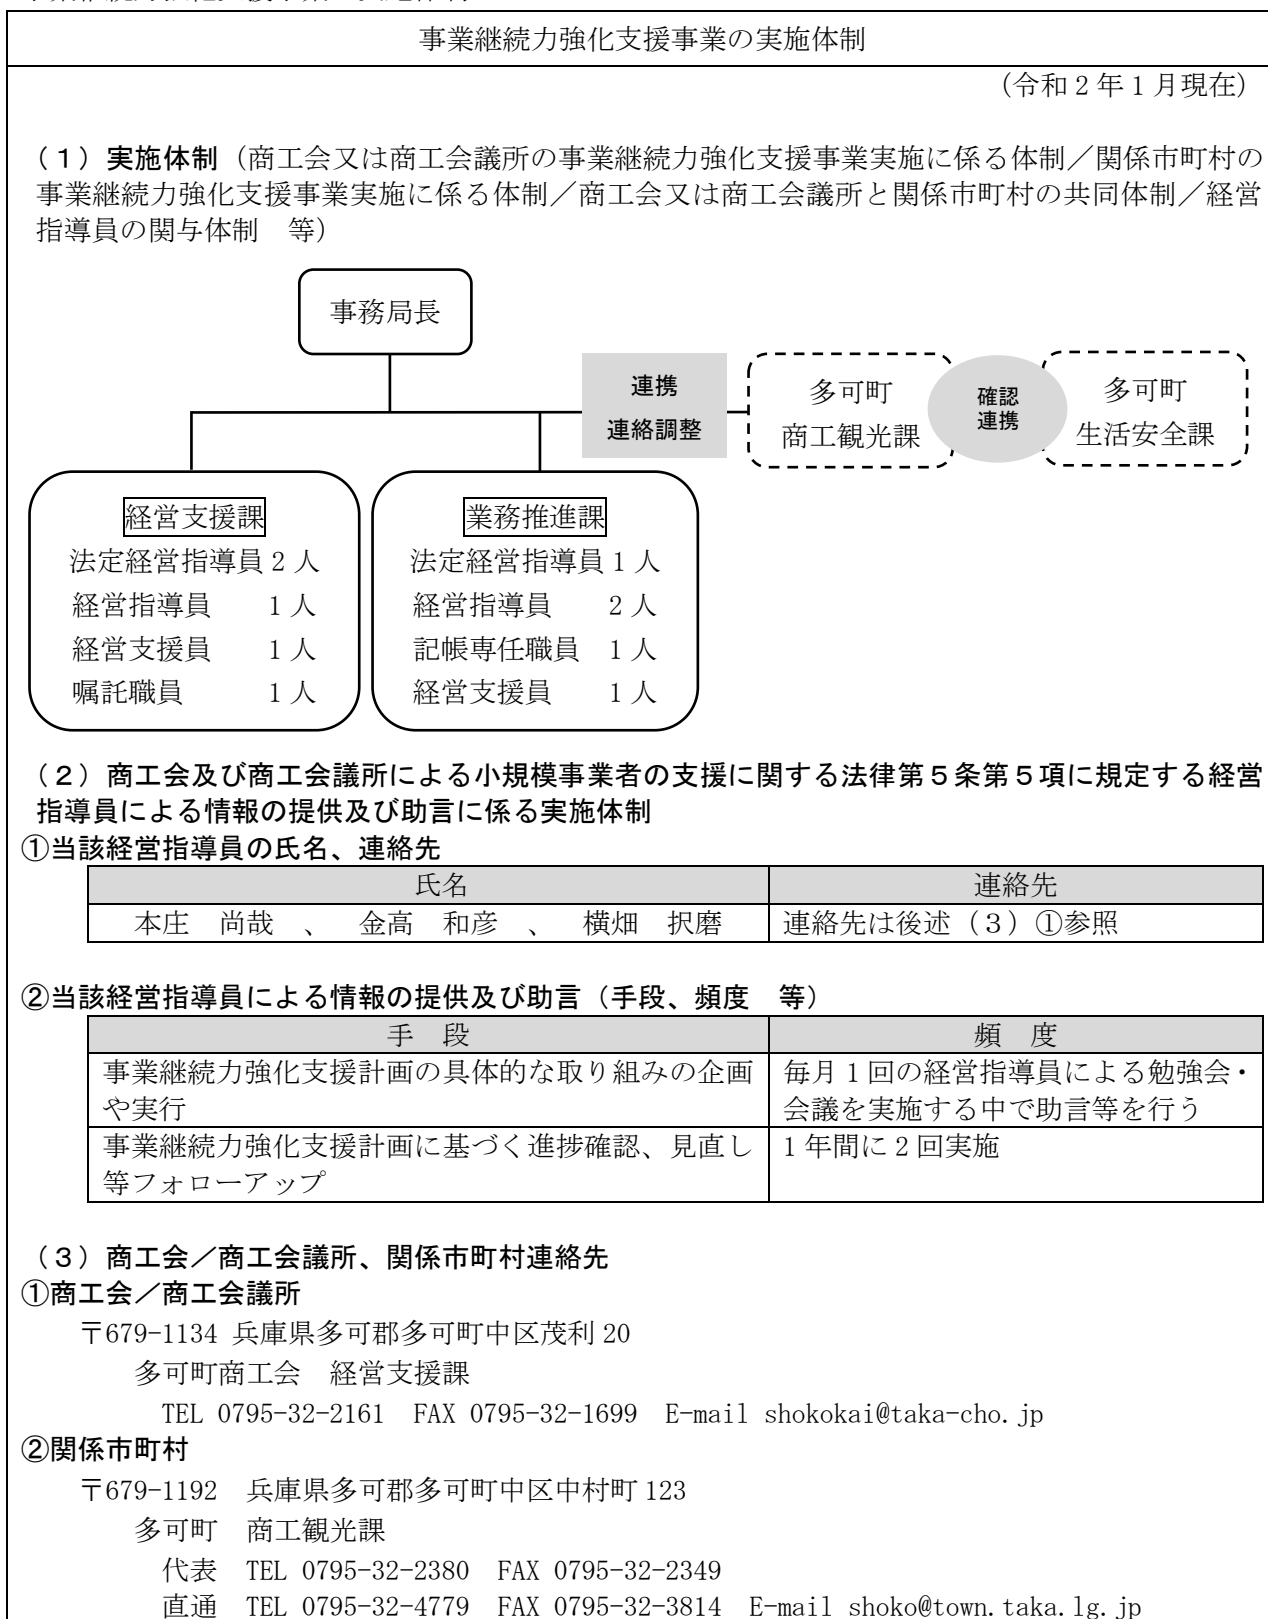 事業継続力強化支援事業の実施体制
（令和２年１月現在）
（１）実施体制（商工会又は商工会議所の事業継続力強化支援事業実施に係る体制／関係市町村の
事業継続力強化支援事業実施に係る体制／商工会又は商工会議所と関係市町村の共同体制／経営
指導員の関与体制　等）
事務局長
連携
連絡調整
多可町
商工観光課
確認
連携
多可町
生活安全課
経営支援課
法定経営指導員２人
経営指導員　　１人
経営支援員　　１人
嘱託職員　　　１人
業務推進課
法定経営指導員１人
経営指導員　　２人
記帳専任職員　１人
経営支援員　　１人
（２）商工会及び商工会議所による小規模事業者の支援に関する法律第５条第５項に規定する経営
指導員による情報の提供及び助言に係る実施体制
①当該経営指導員の氏名、連絡先
氏名　連絡先
本庄　尚哉　、　金高　和彦　、　横畑　択磨　連絡先は後述（３）①参照
②当該経営指導員による情報の提供及び助言（手段、頻度　等）
手　段　頻　度
事業継続力強化支援計画の具体的な取り組みの企画
や実行
毎月１回の経営指導員による勉強会・
会議を実施する中で助言等を行う
事業継続力強化支援計画に基づく進捗確認、見直し
等フォローアップ
１年間に２回実施
（３）商工会／商工会議所、関係市町村連絡先
①商工会／商工会議所
〒679-1134 兵庫県多可郡多可町中区茂利 20
多可町商工会　経営支援課
TEL 0795-32-2161　FAX 0795-32-1699　E-mail shokokai@taka-cho.jp
②関係市町村
〒679-1192　兵庫県多可郡多可町中区中村町 123
多可町　商工観光課
代表　TEL 0795-32-2380　FAX 0795-32-2349
直通　TEL 0795-32-4779　FAX 0795-32-3814　E-mail shoko@town.taka.lg.jp